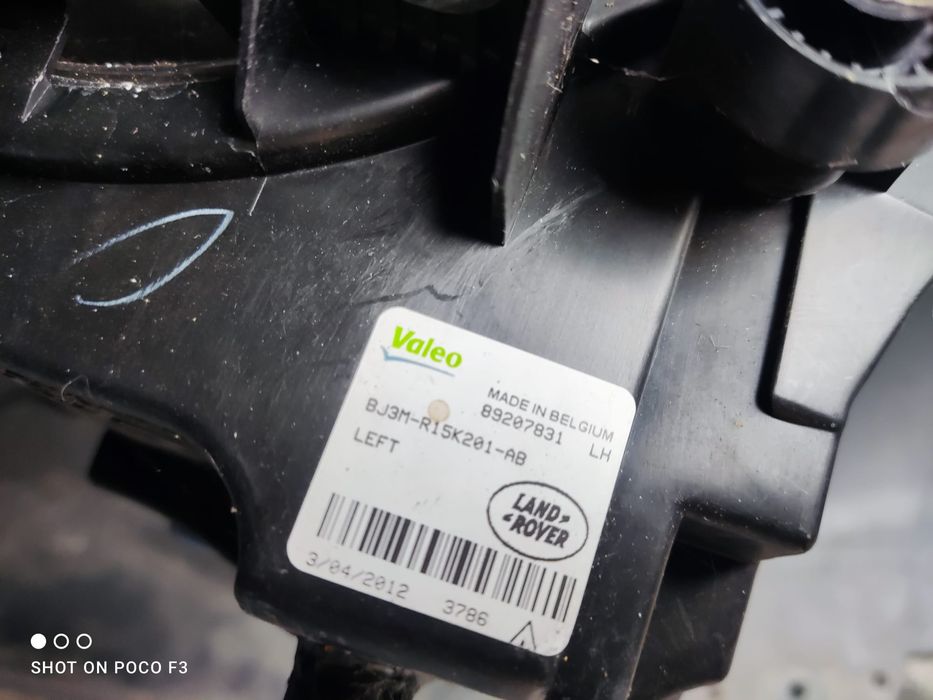 Valeo
MADE IN BELGIUM
89207831 LH
BJ3M-R15K201-AB
LEFT
LAND-
-ROVER
3/04/2012 3786
SHOT ON POCO F3